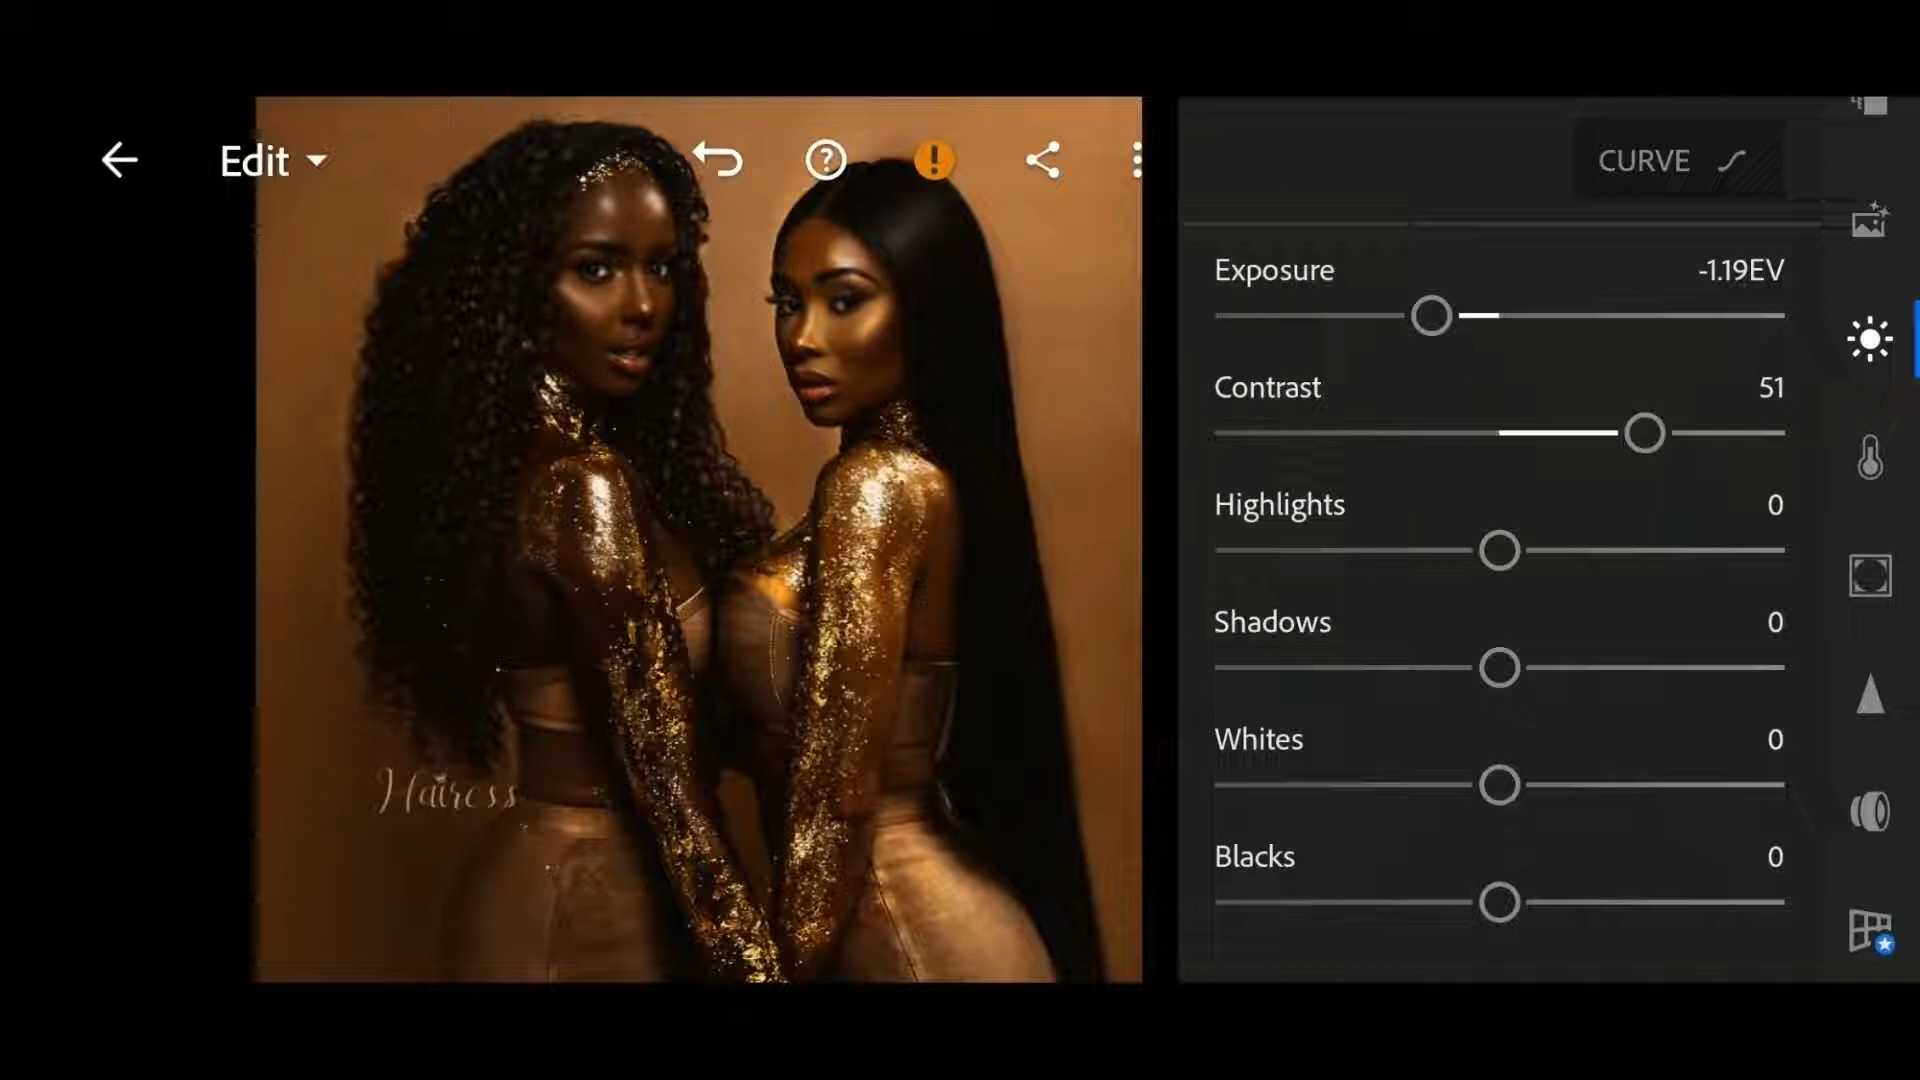 Edit
CURVE
Exposure -1.19EV
Contrast 51
Highlights 0
Shadows 0
Whites 0
Blacks 0
Hairess